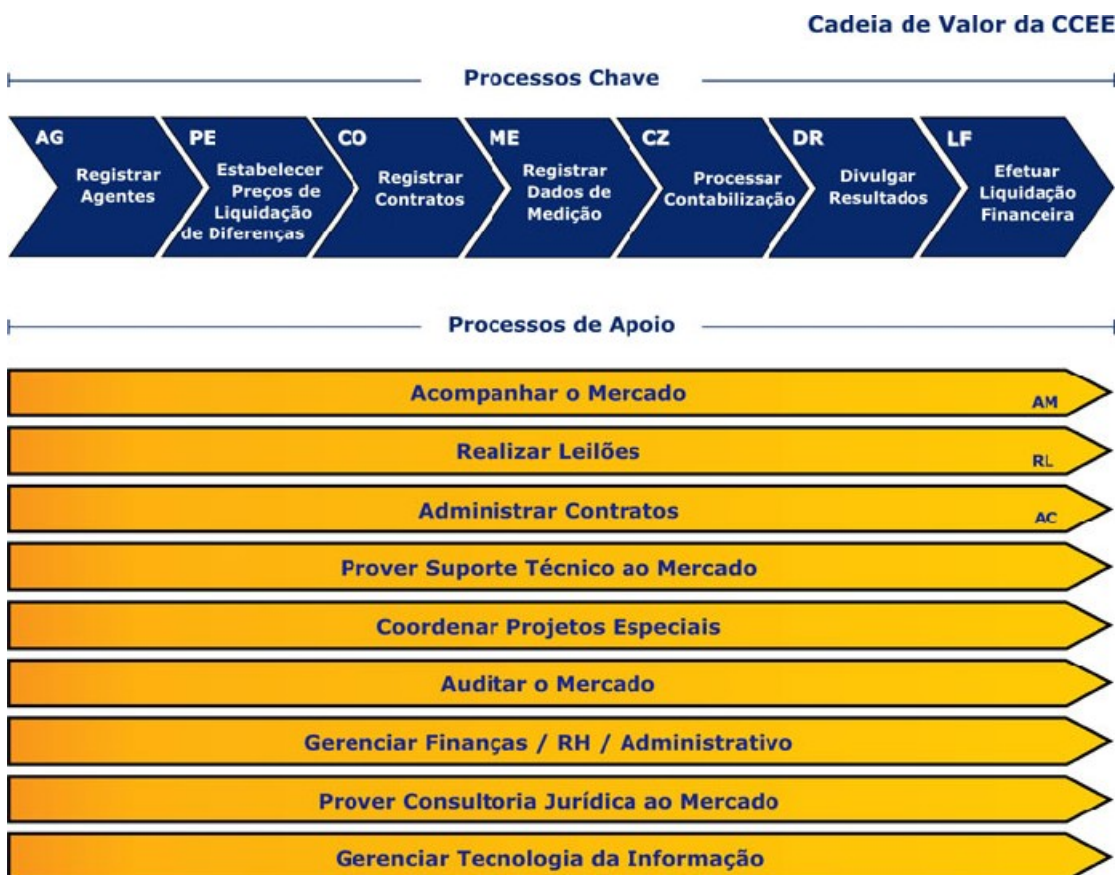 Cadeia de Valor da CCEE
Processos Chave
AG
Registrar
Agentes
PE
Estabelecer
Preços de
Liquidação
de Diferenças
CO
Registrar
Contratos
ME
Registrar
Dados de
Medição
CZ
Processar
Contabilização
DR
Divulgar
Resultados
LF
Efetuar
Liquidação
Financeira
Processos de Apoio
Acompanhar o Mercado
AM
Realizar Leilões
RL
Administrar Contratos
AC
Prover Suporte Técnico ao Mercado
Coordenar Projetos Especiais
Auditar o Mercado
Gerenciar Finanças / RH / Administrativo
Prover Consultoria Jurídica ao Mercado
Gerenciar Tecnologia da Informação